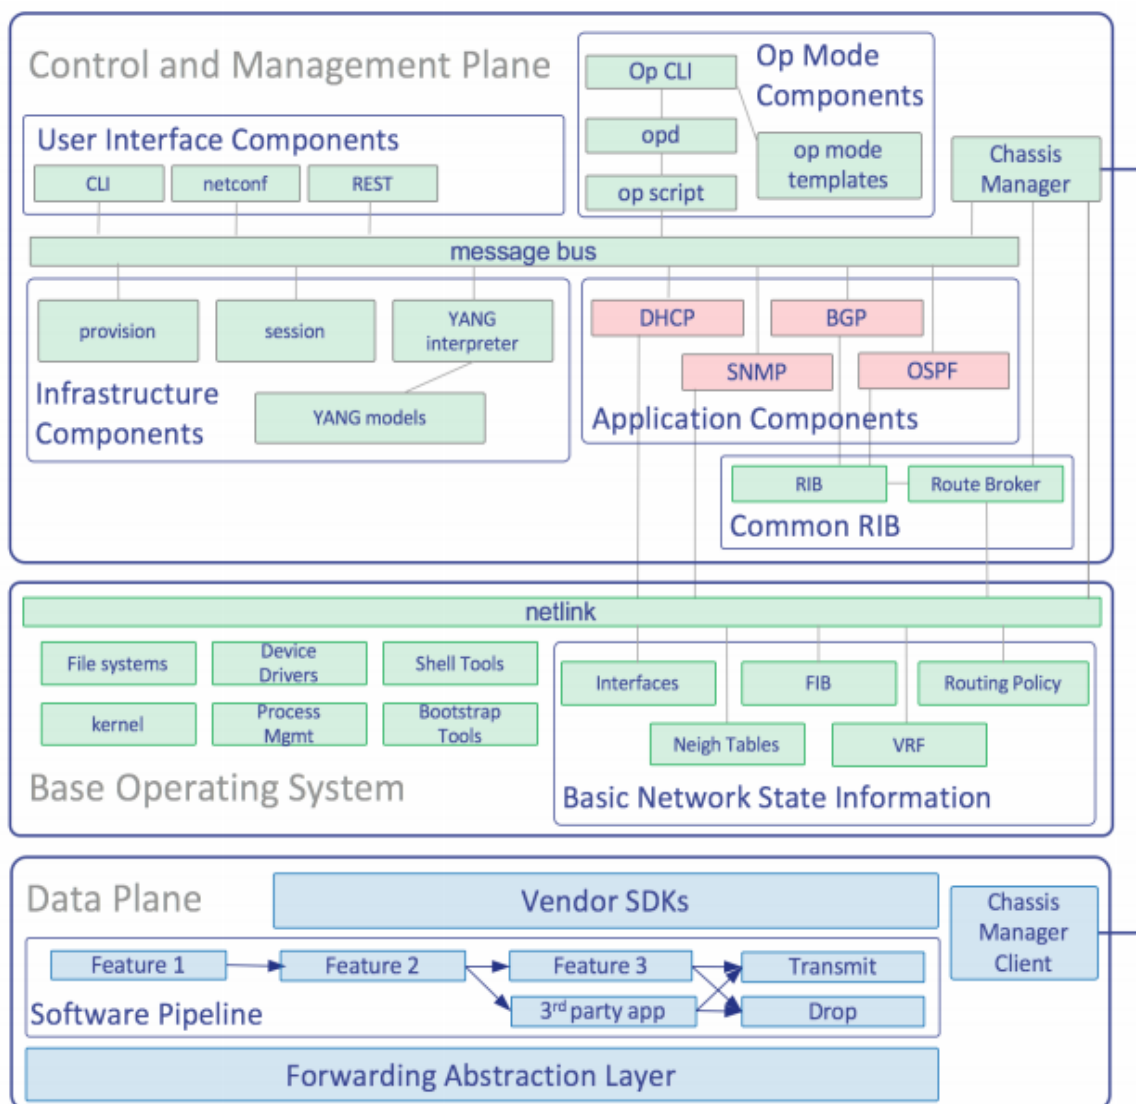 Control and Management Plane
Op Mode
Components
Op CLI
opd
op script
op mode
templates
User Interface Components
CLI
netconf
REST
Chassis
Manager
message bus
provision
session
YANG
interpreter
YANG models
Infrastructure
Components
DHCP
BGP
SNMP
OSPF
Application Components
RIB
Route Broker
Common RIB
netlink
File systems
Device
Drivers
Shell Tools
kernel
Process
Mgmt
Bootstrap
Tools
Base Operating System
Interfaces
FIB
Routing Policy
Neigh Tables
VRF
Basic Network State Information
Data Plane
Vendor SDKs
Chassis
Manager
Client
Feature 1
Feature 2
Feature 3
Transmit
3rd party app
Drop
Software Pipeline
Forwarding Abstraction Layer